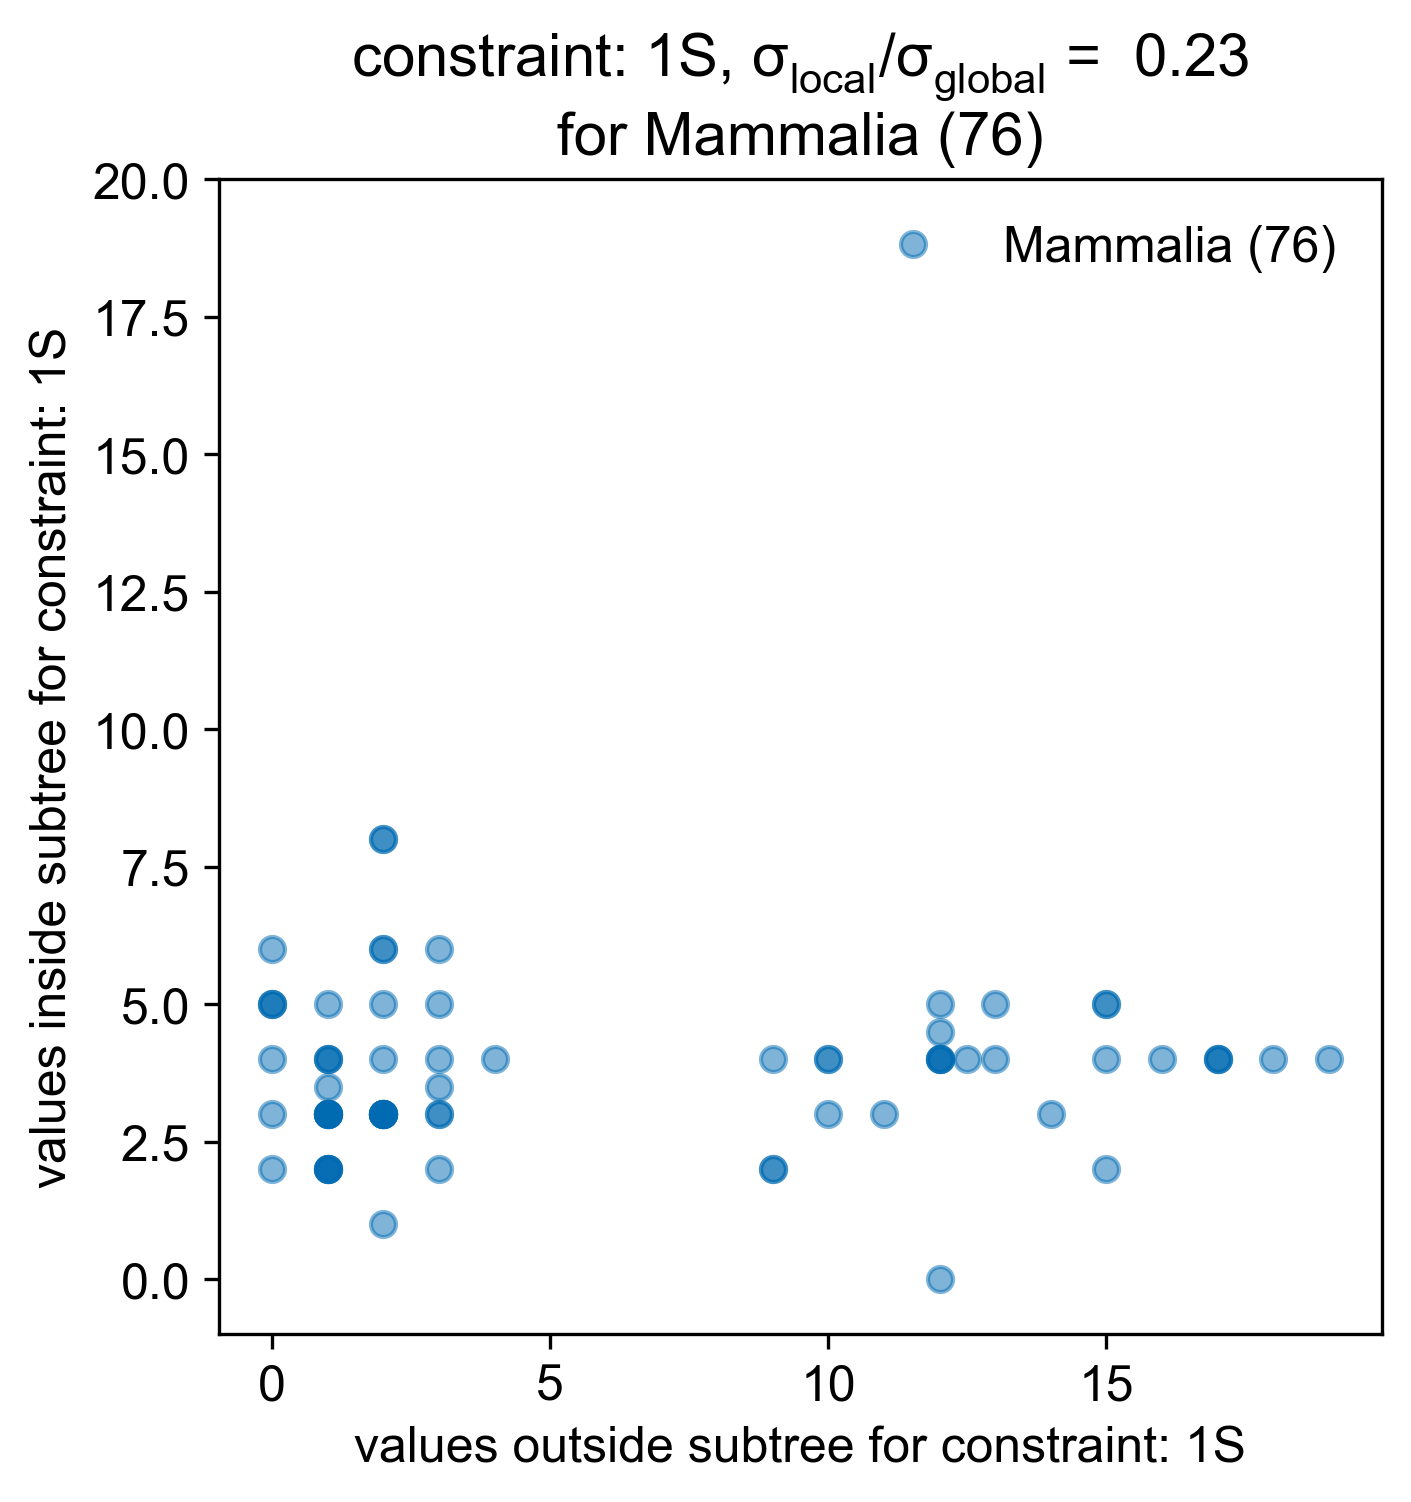 constraint: 1S, σlocal/σglobal = 0.23
for Mammalia (76)
Mammalia (76)
20.0
17.5
15.0
12.5
10.0
7.5
5.0
2.5
0.0
values inside subtree for constraint: 1S
0 5 10 15
values outside subtree for constraint: 1S